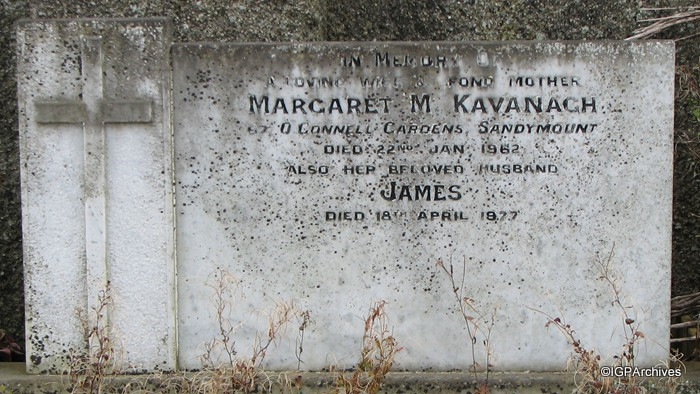 In Memory Of
A Loving Wife & Fond Mother
Margaret M. Kavanagh
67 O'Connell Gardens, Sandymount
Died 22nd Jan 1962
Also Her Beloved Husband
James
Died 18th April 1977
©IGPArchives